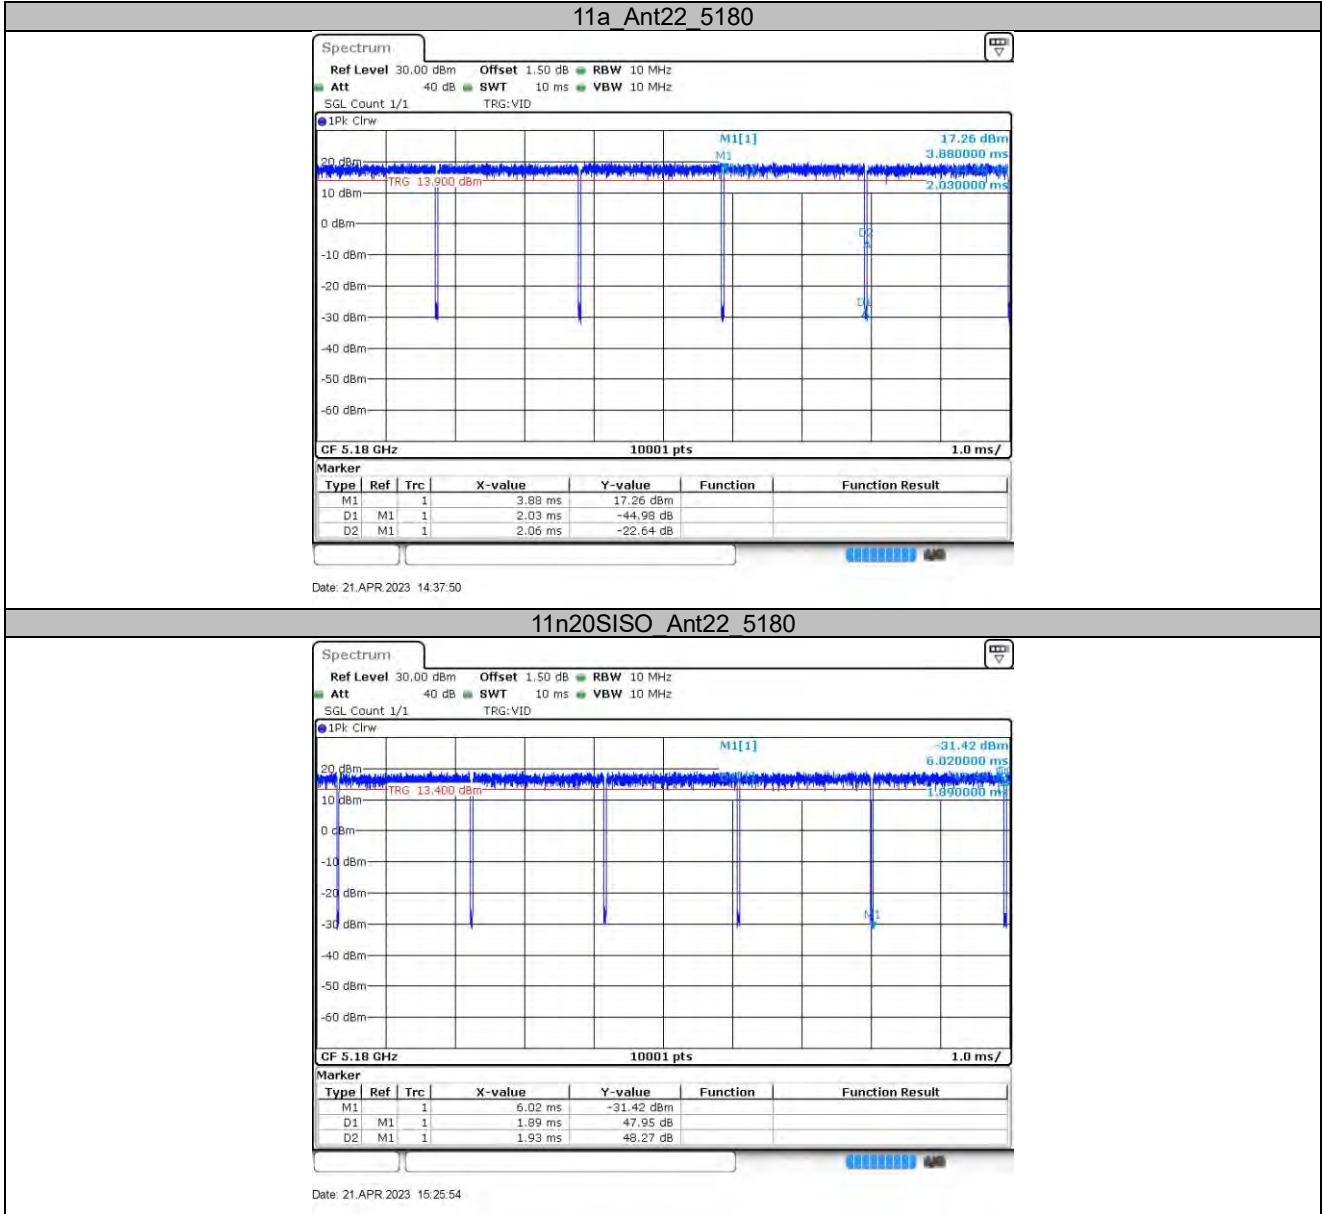 11a_Ant22_5180
Spectrum
Ref Level 30.00 dBm Offset 1.50 dB RBW 10 MHz
Att 40 dB SWT 10 ms VBW 10 MHz
SGL Count 1/1 TRG:VID
1Pk Clrw
M1[1] 17.26 dBm
M1 3.880000 ms
20 dBm
TRG 13.900 dBm
2.030000 ms
10 dBm
0 dBm
D2
-10 dBm
-20 dBm
D1
-30 dBm
-40 dBm
-50 dBm
-60 dBm
CF 5.18 GHz 10001 pts 1.0 ms/
Marker
Type Ref Trc X-value Y-value Function Function Result
M1 1 3.88 ms 17.26 dBm
D1 M1 1 2.03 ms -44.98 dB
D2 M1 1 2.06 ms -22.64 dB
Date: 21.APR.2023 14:37:50
11n20SISO_Ant22_5180
Spectrum
Ref Level 30.00 dBm Offset 1.50 dB RBW 10 MHz
Att 40 dB SWT 10 ms VBW 10 MHz
SGL Count 1/1 TRG:VID
1Pk Clrw
M1[1] -31.42 dBm
6.020000 ms
20 dBm
TRG 13.400 dBm
1.890000 ms
10 dBm
0 dBm
-10 dBm
-20 dBm
M1
-30 dBm
-40 dBm
-50 dBm
-60 dBm
CF 5.18 GHz 10001 pts 1.0 ms/
Marker
Type Ref Trc X-value Y-value Function Function Result
M1 1 6.02 ms -31.42 dBm
D1 M1 1 1.89 ms 47.95 dB
D2 M1 1 1.93 ms 48.27 dB
Date: 21.APR.2023 15:25:54